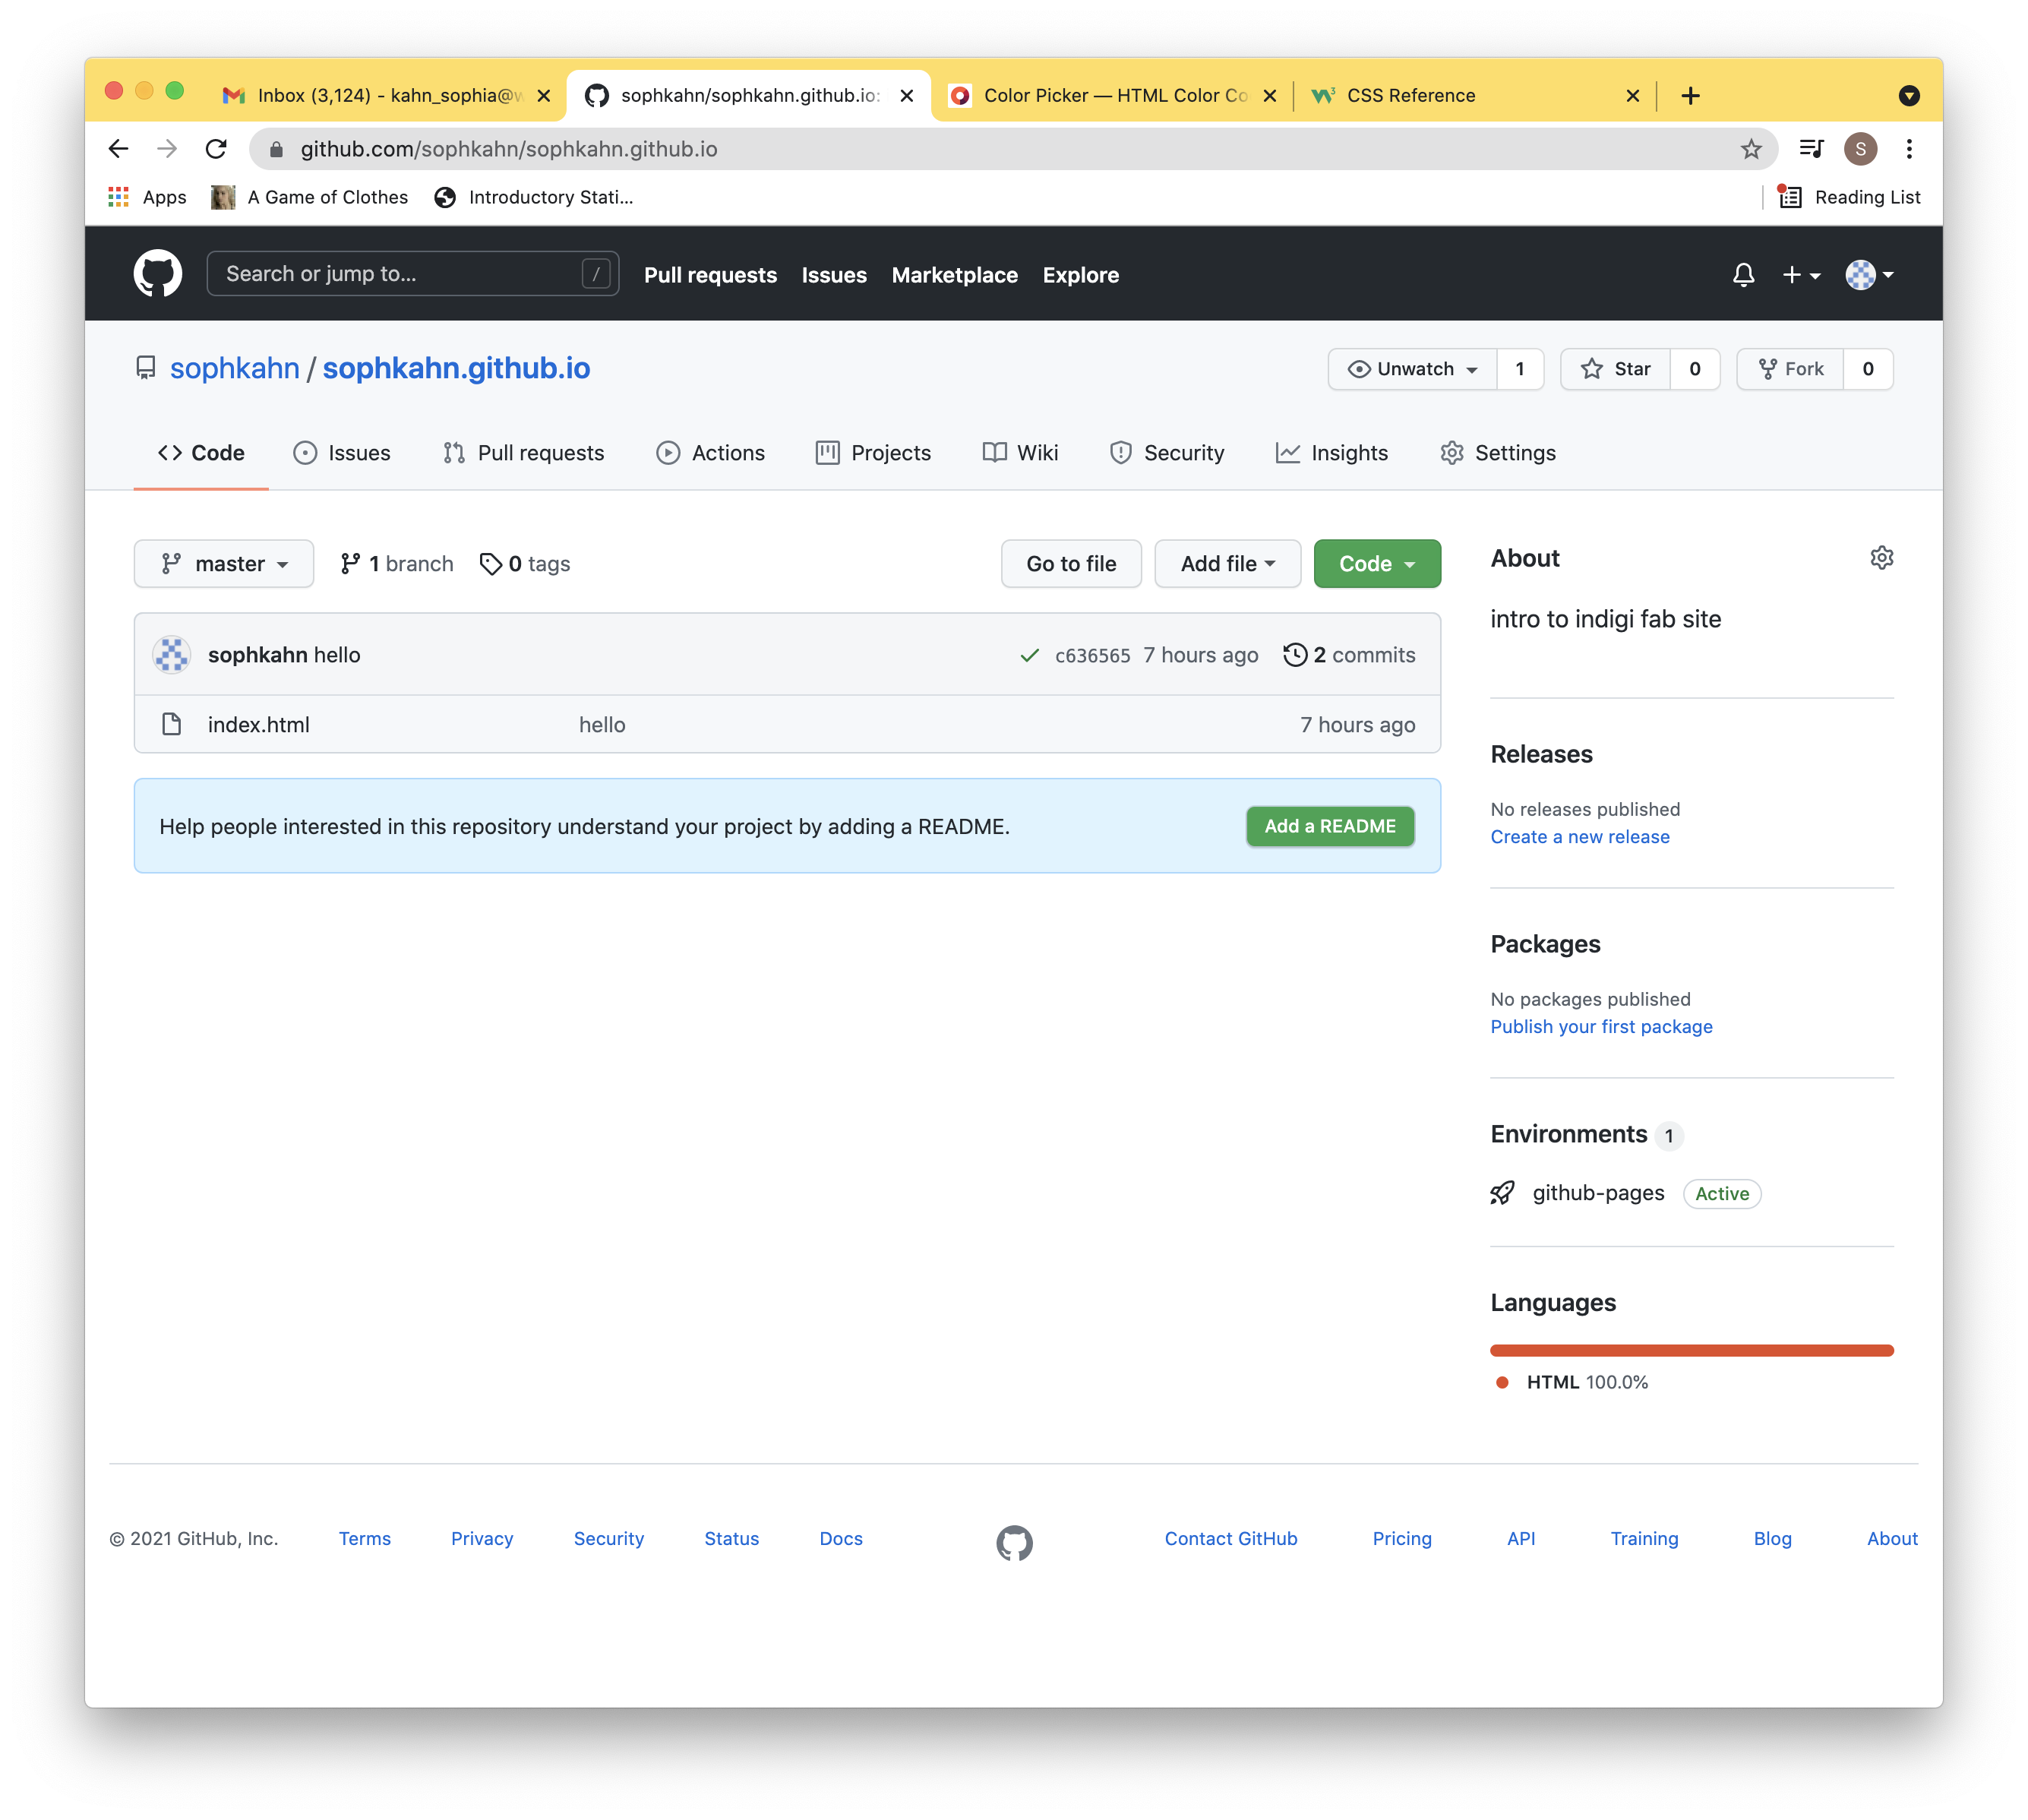 Inbox (3,124) - kahn_sophia@w
sophkahn/sophkahn.github.io:
Color Picker — HTML Color Co
CSS Reference
github.com/sophkahn/sophkahn.github.io
S
Apps
A Game of Clothes
Introductory Stati...
Reading List
Search or jump to...
/
Pull requests
Issues
Marketplace
Explore
sophkahn / sophkahn.github.io
Unwatch
1
Star
0
Fork
0
Code
Issues
Pull requests
Actions
Projects
Wiki
Security
Insights
Settings
master
1 branch
0 tags
Go to file
Add file
Code
sophkahn hello
c636565 7 hours ago
2 commits
index.html
hello
7 hours ago
Help people interested in this repository understand your project by adding a README.
Add a README
About
intro to indigi fab site
Releases
No releases published
Create a new release
Packages
No packages published
Publish your first package
Environments 1
github-pages
Active
Languages
HTML 100.0%
© 2021 GitHub, Inc.
Terms
Privacy
Security
Status
Docs
Contact GitHub
Pricing
API
Training
Blog
About